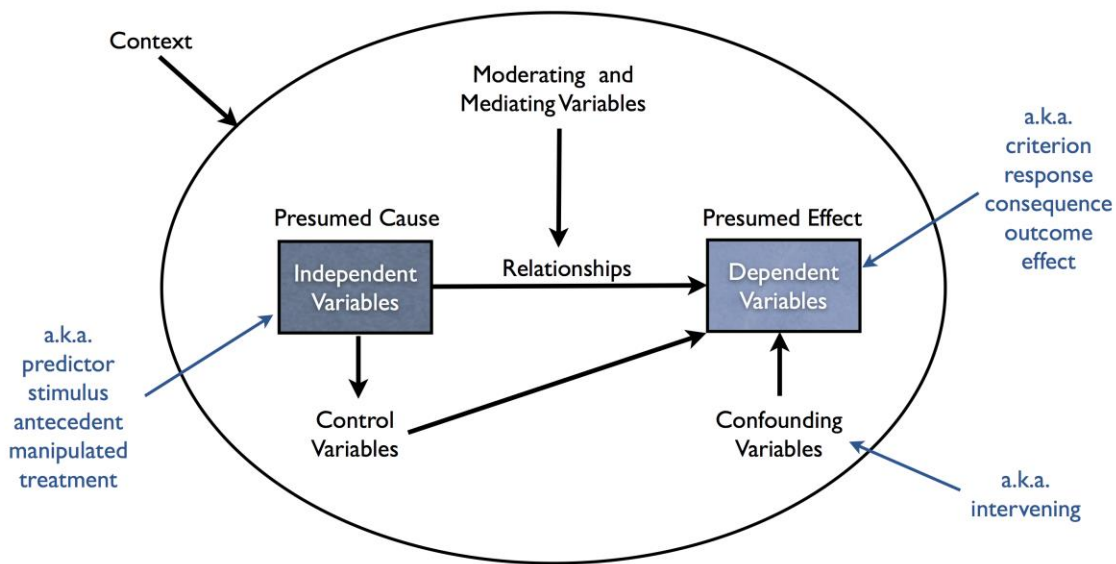 Context
Moderating and
Mediating Variables
a.k.a.
criterion
response
consequence
outcome
effect
Presumed Cause
Independent
Variables
Relationships
Presumed Effect
Dependent
Variables
a.k.a.
predictor
stimulus
antecedent
manipulated
treatment
Control
Variables
Confounding
Variables
a.k.a.
intervening